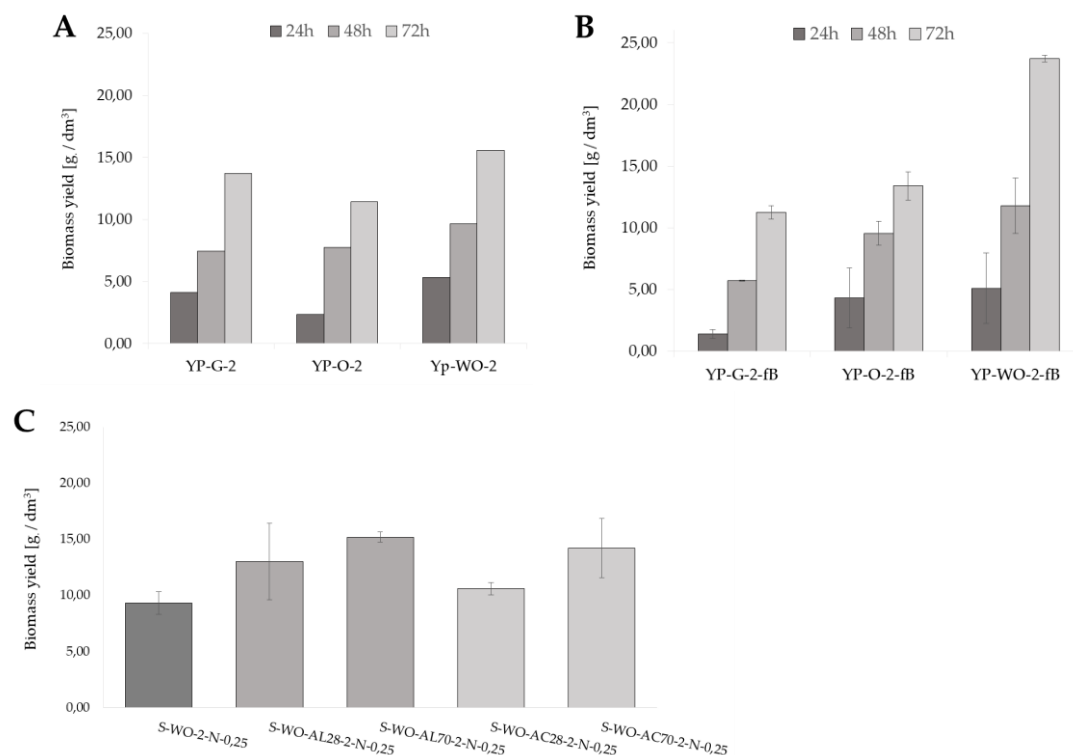 A
24h 48h 72h
Biomass yield [g / dm³]
25,00
20,00
15,00
10,00
5,00
0,00
YP-G-2 YP-O-2 Yp-WO-2
B
24h 48h 72h
Biomass yield [g / dm³]
25,00
20,00
15,00
10,00
5,00
0,00
YP-G-2-fB YP-O-2-fB YP-WO-2-fB
C
Biomass yield [g / dm³]
25,00
20,00
15,00
10,00
5,00
0,00
S-WO-2-N-0,25
S-WO-AL28-2-N-0,25
S-WO-AL70-2-N-0,25
S-WO-AC28-2-N-0,25
S-WO-AC70-2-N-0,25